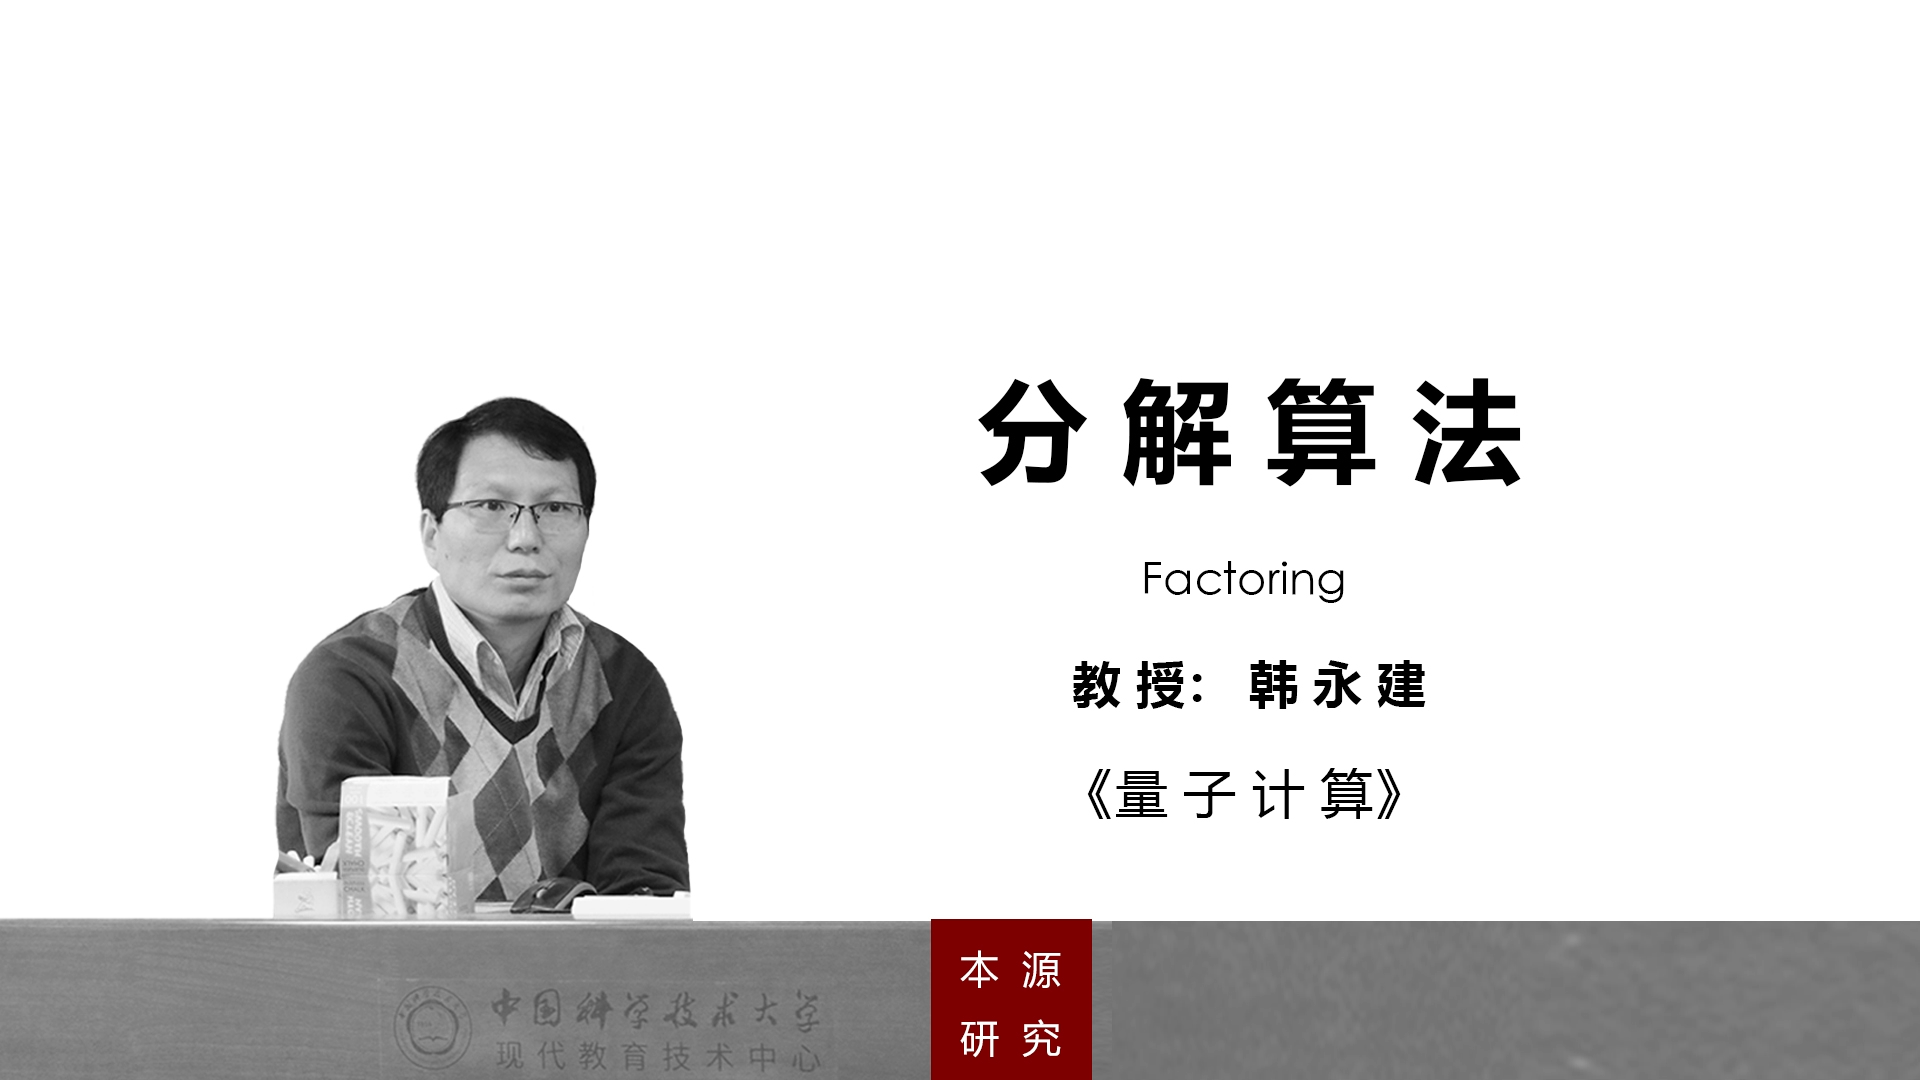 分解算法
Factoring
教授：韩永建
《量子计算》
本源
研究
中国科学技术大学
现代教育技术中心